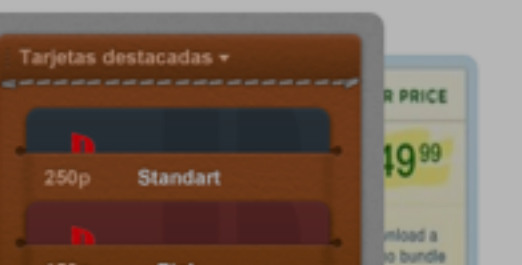 Tarjetas destacadas
R PRICE
49 99
250p Standart
nload a
o bundle